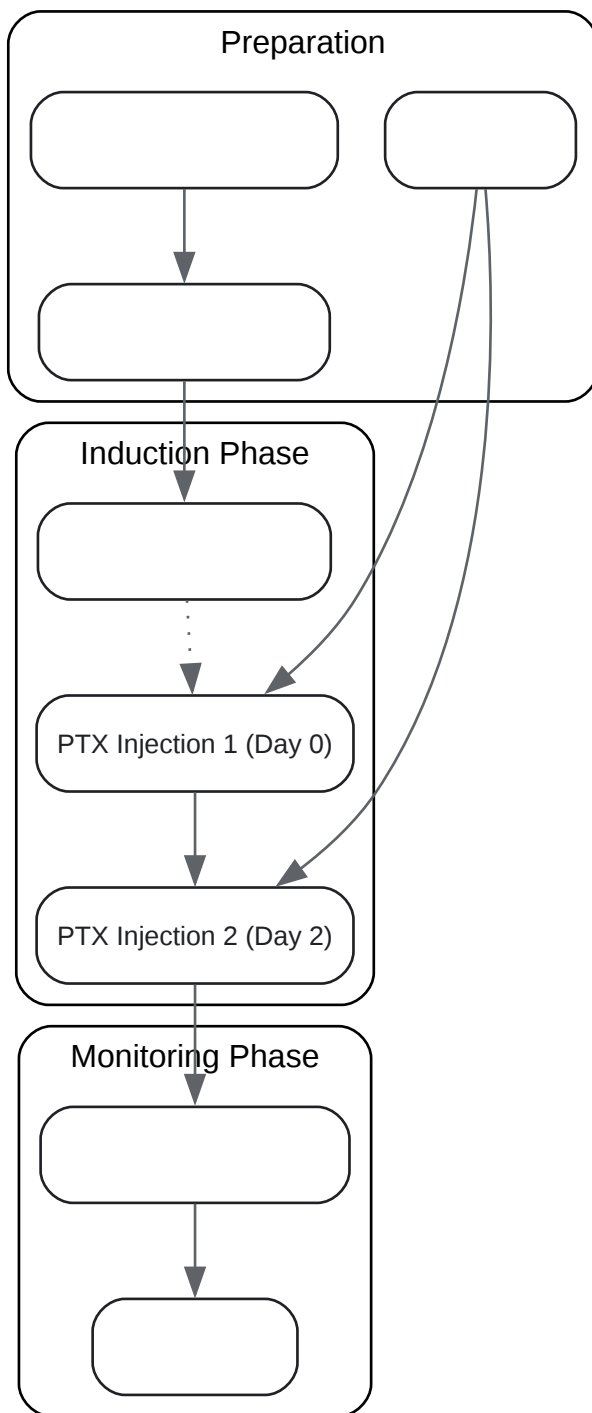 Preparation
Induction Phase
PTX Injection 1 (Day 0)
PTX Injection 2 (Day 2)
Monitoring Phase